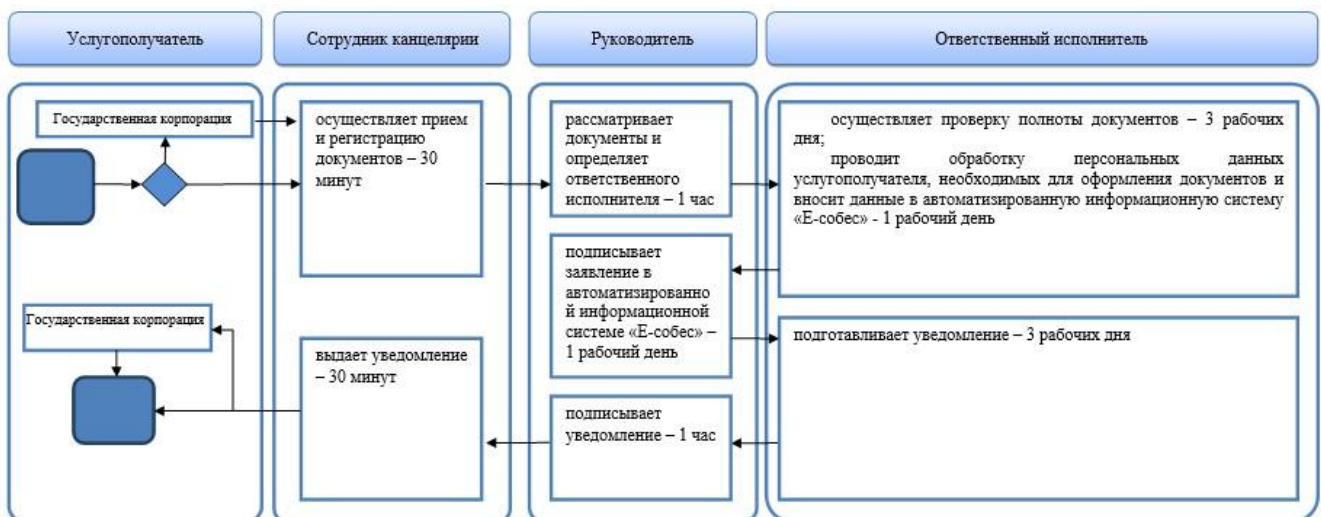 Услугополучатель
Сотрудник канцелярии
Руководитель
Ответственный исполнитель
Государственная корпорация
осуществляет прием
и регистрацию
документов – 30
минут
рассматривает
документы и
определяет
ответственного
исполнителя – 1 час
осуществляет проверку полноты документов – 3 рабочих
дня;
проводит обработку персональных данных
услугополучателя, необходимых для оформления документов и
вносит данные в автоматизированную информационную систему
«Е-собес» - 1 рабочий день
подписывает
заявление в
автоматизированно
й информационной
системе «Е-собес» –
1 рабочий день
Государственная корпорация
выдает уведомление
– 30 минут
подготавливает уведомление – 3 рабочих дня
подписывает
уведомление – 1 час